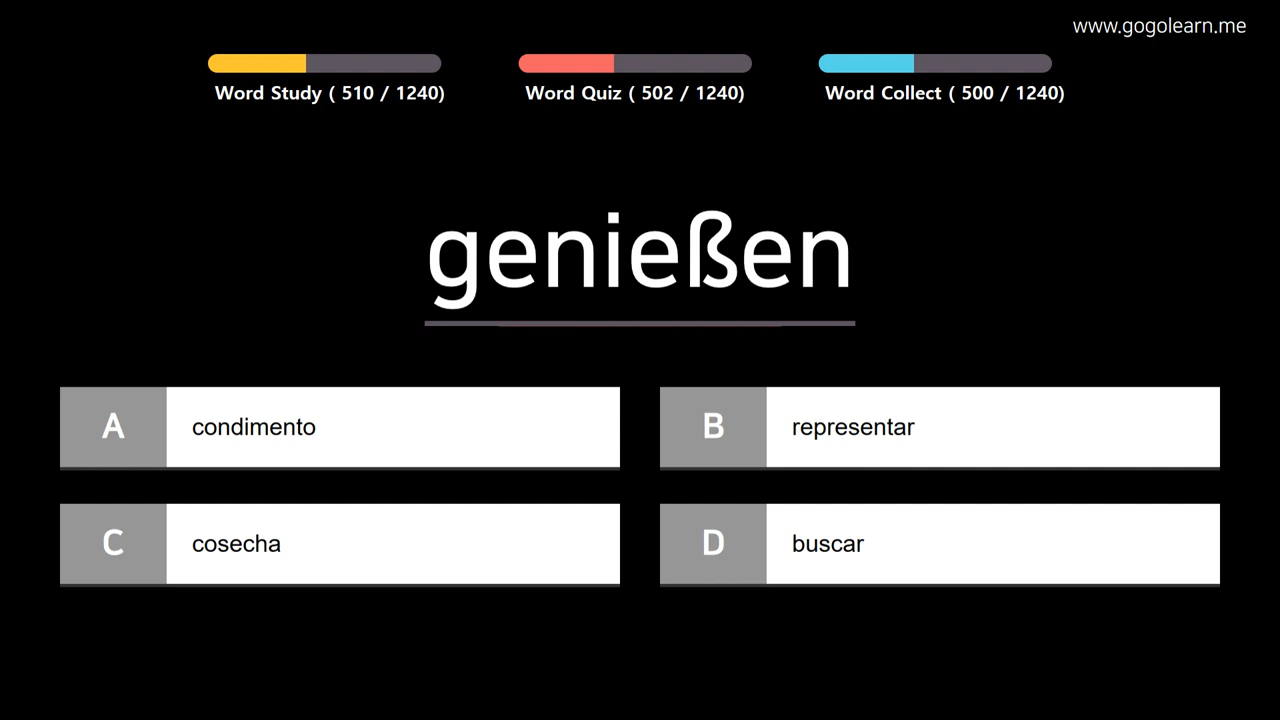 www.gogolearn.me
Word Study ( 510 / 1240)
Word Quiz ( 502 / 1240)
Word Collect ( 500 / 1240)
genießen
A condimento
B representar
C cosecha
D buscar